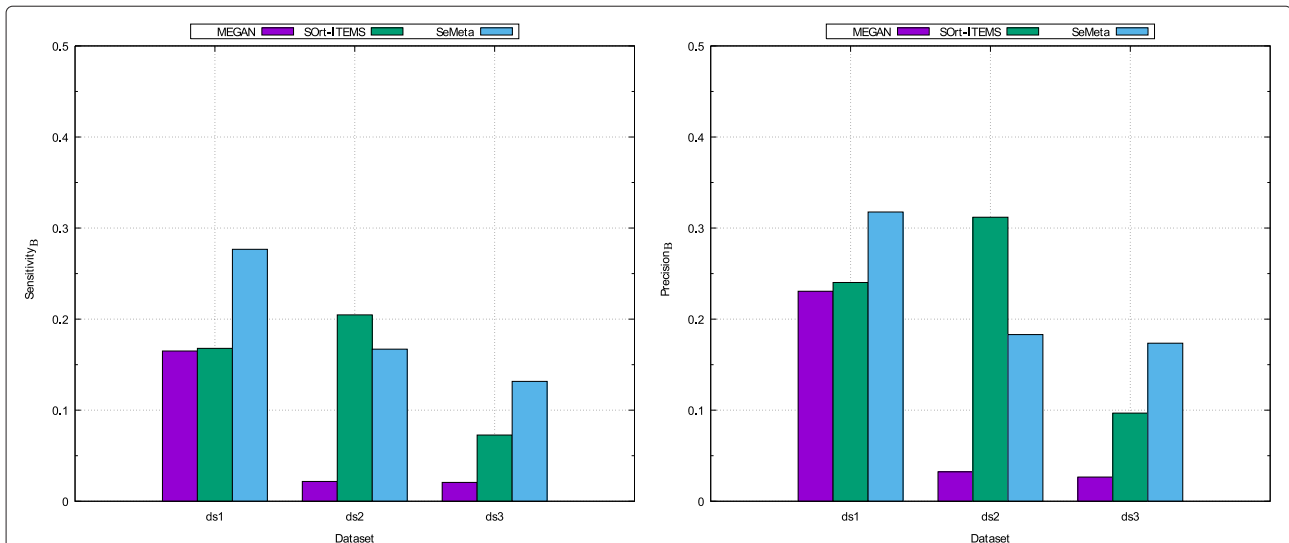 MEGAN SOrt-ITEMS SeMeta
0.5
0.4
0.3
0.2
0.1
0
Sensitivity_B
ds1 ds2 ds3
Dataset
MEGAN SOrt-ITEMS SeMeta
0.5
0.4
0.3
0.2
0.1
0
Precision_B
ds1 ds2 ds3
Dataset